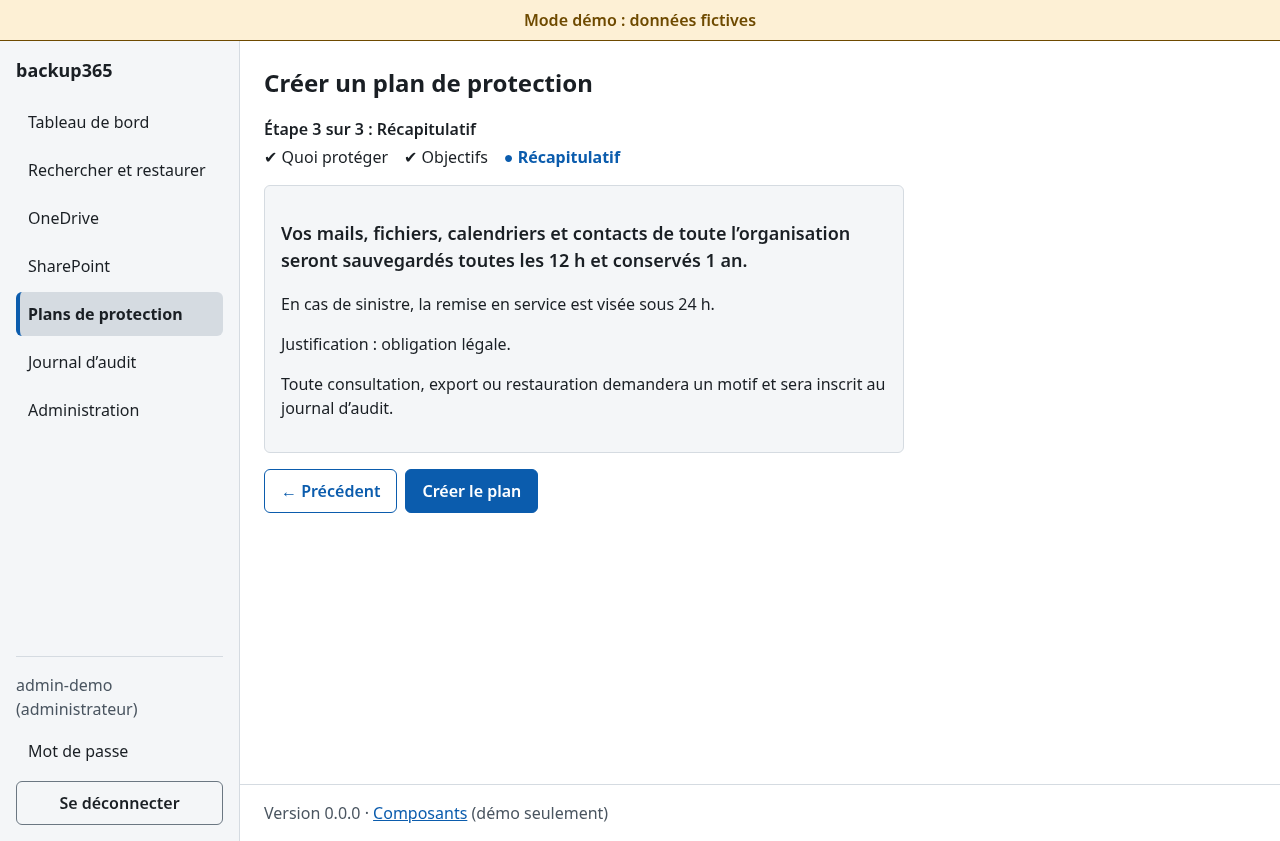 Mode démo : données fictives
backup365
Tableau de bord
Rechercher et restaurer
OneDrive
SharePoint
Plans de protection
Journal d’audit
Administration
admin-demo
(administrateur)
Mot de passe
Se déconnecter
Créer un plan de protection
Étape 3 sur 3 : Récapitulatif
✔ Quoi protéger ✔ Objectifs ● Récapitulatif
Vos mails, fichiers, calendriers et contacts de toute l’organisation
seront sauvegardés toutes les 12 h et conservés 1 an.
En cas de sinistre, la remise en service est visée sous 24 h.
Justification : obligation légale.
Toute consultation, export ou restauration demandera un motif et sera inscrit au
journal d’audit.
← Précédent
Créer le plan
Version 0.0.0 · Composants (démo seulement)